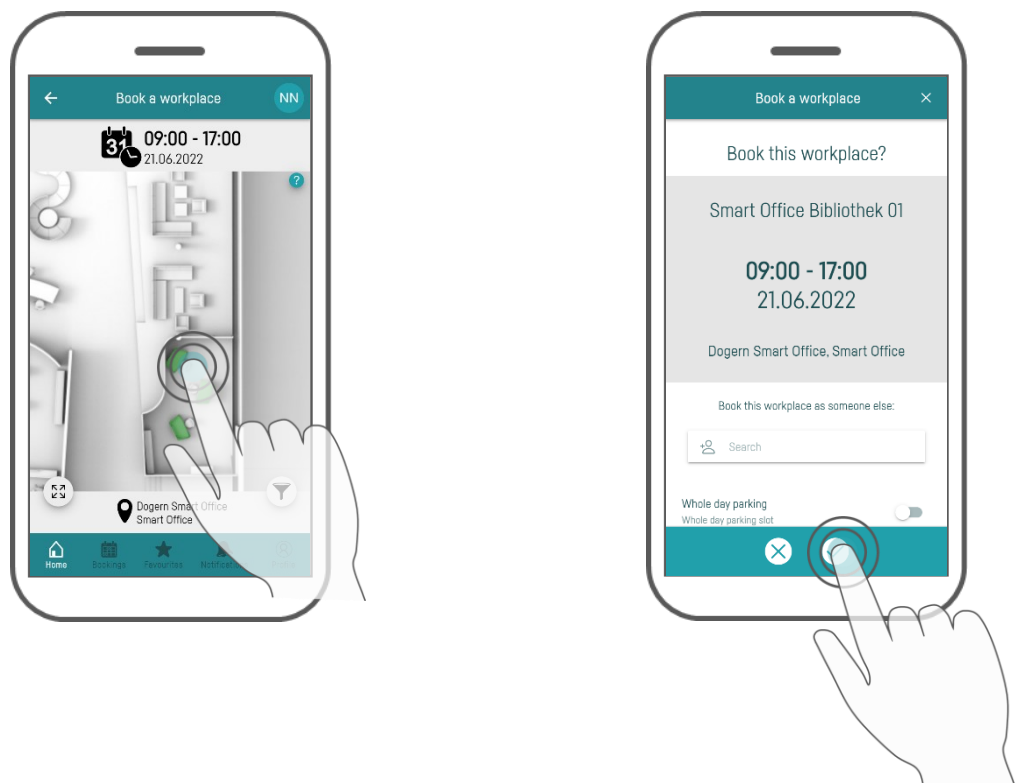 Book a workplace
NN
31
09:00 - 17:00
21.06.2022
?
Dogern Smart Office
Smart Office
Home
Bookings
Favourites
Book a workplace
Book this workplace?
Smart Office Bibliothek 01
09:00 - 17:00
21.06.2022
Dogern Smart Office, Smart Office
Book this workplace as someone else:
Search
Whole day parking
Whole day parking slot